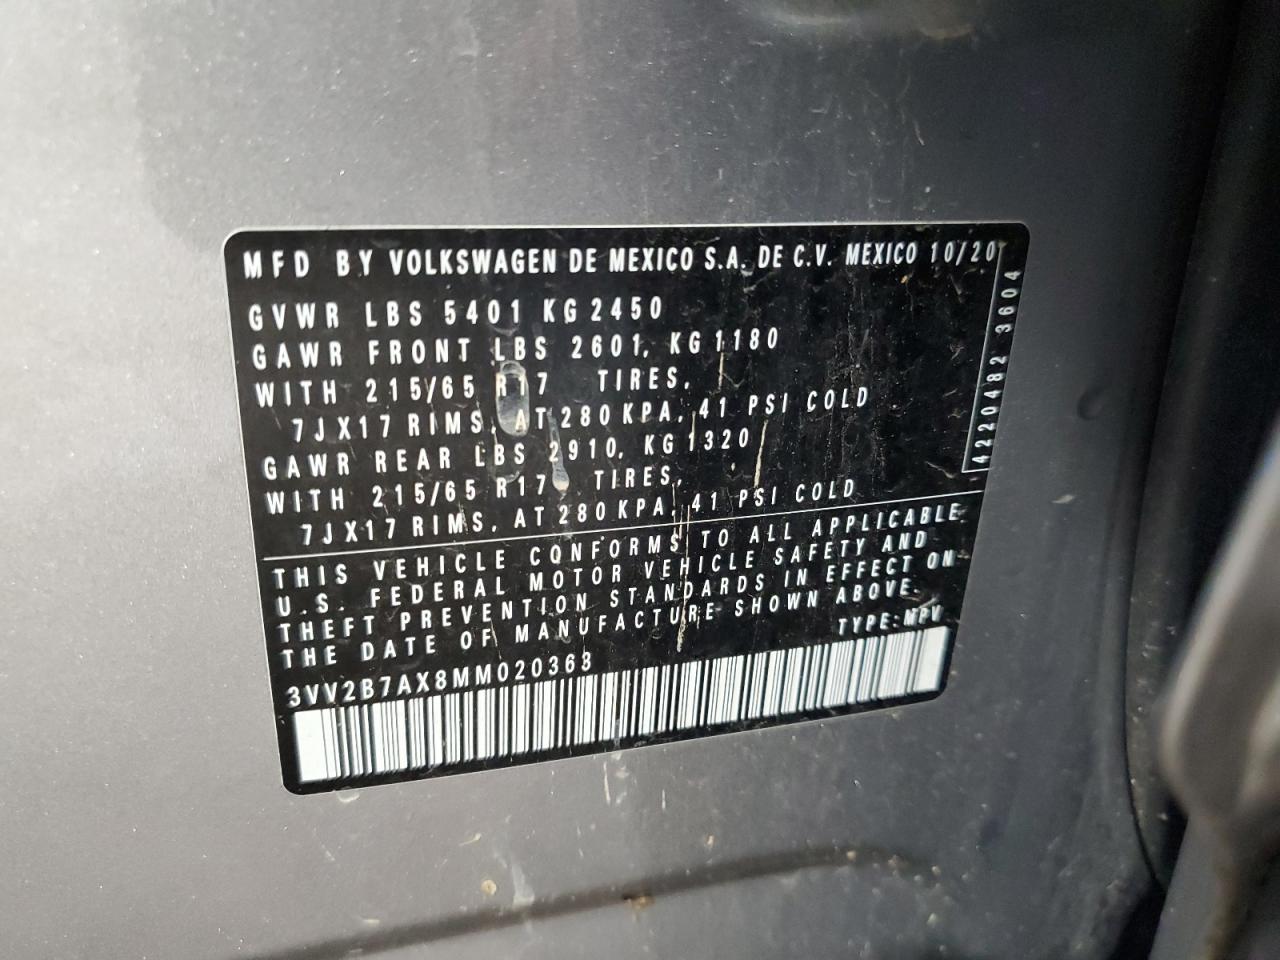 MFD BY VOLKSWAGEN DE MEXICO S.A. DE C.V. MEXICO 10/20
GVWR LBS 5401 KG 2450
GAWR FRONT LBS 2601, KG 1180
WITH 215/65 R17 TIRES,
7JX17 RIMS, AT 280 KPA, 41 PSI COLD
GAWR REAR LBS 2910, KG 1320
WITH 215/65 R17 TIRES,
7JX17 RIMS, AT 280 KPA, 41 PSI COLD
4220482 3604
THIS VEHICLE CONFORMS TO ALL APPLICABLE
U.S. FEDERAL MOTOR VEHICLE SAFETY AND
THEFT PREVENTION STANDARDS IN EFFECT ON
THE DATE OF MANUFACTURE SHOWN ABOVE.
TYPE: MPV
3VV2B7AX8MM020363